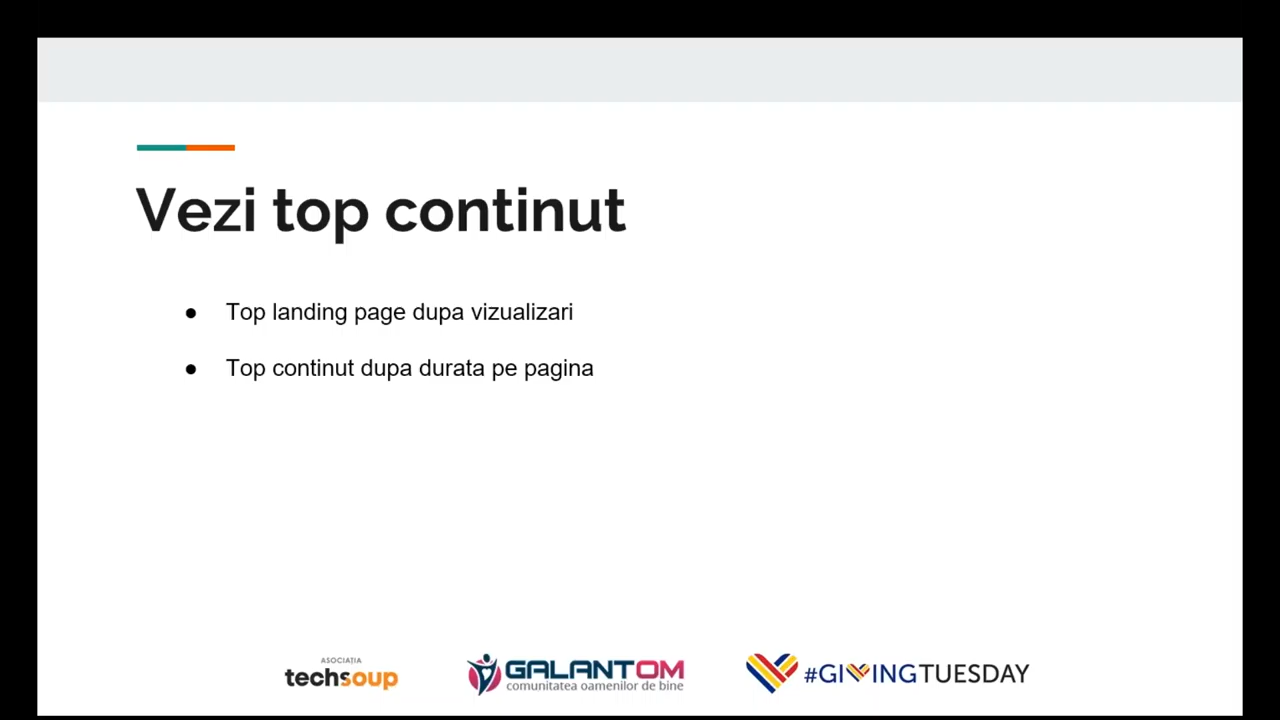 Vezi top continut
● Top landing page dupa vizualizari
● Top continut dupa durata pe pagina
ASOCIAȚIA
techsoup
GALANTOM
comunitatea oamenilor de bine
#GIVINGTUESDAY